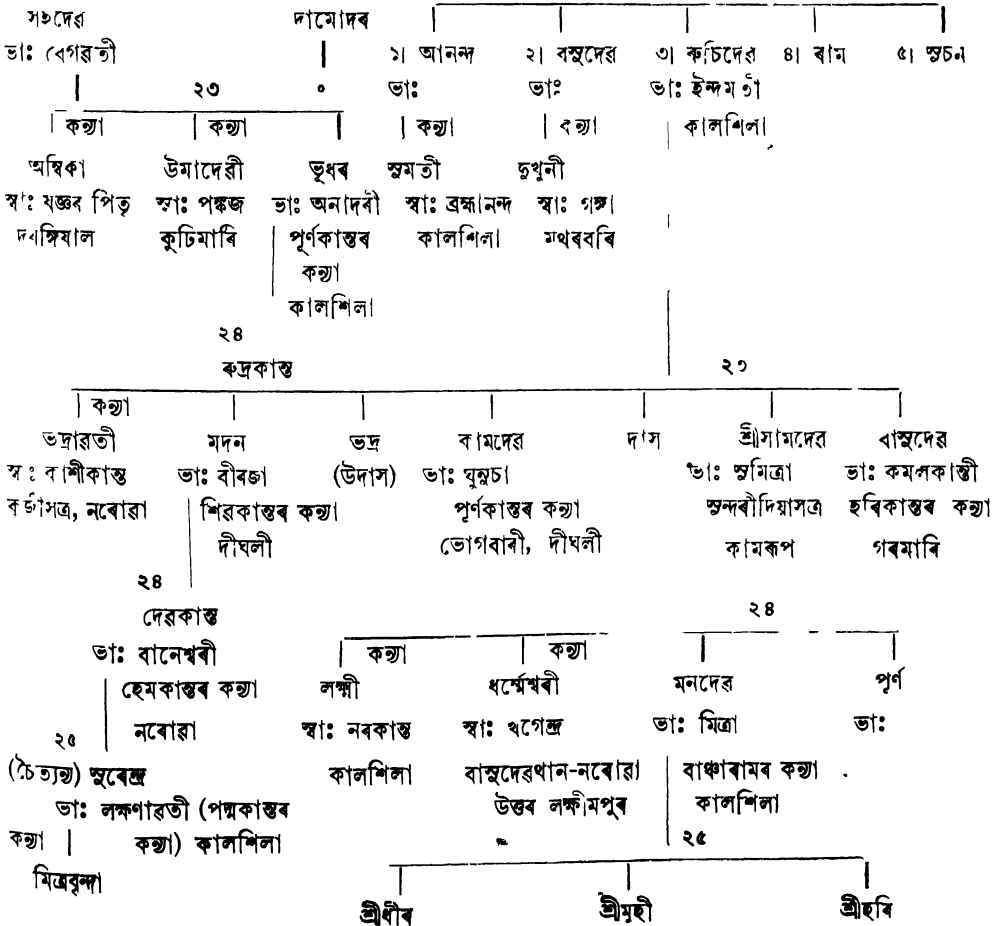 সহদেৱ দামোদৰ
ভাঃ বেগৱতী ১। আনন্দ ২। বসুদেৱ ৩। কচিদেৱ ৪। ৰাম ৫। সুচন
২৩ ০ ভাঃ ভাঃ ভাঃ ইন্দমতী
কন্যা কন্যা কন্যা কন্যা কালশিলা
অম্বিকা উমাদেৱী ভূধৰ সুমতী দুখুনী
স্বাঃ যজ্ঞৰ পিতৃ স্বাঃ পঙ্কজ ভাঃ অনাদৰী স্বাঃ ব্ৰহ্মানন্দ স্বাঃ গঙ্গা
কুঢিমাৰি পূৰ্ণকান্তৰ কালশিলা মথৰবৰি
কন্যা
কালশিলা
২৪
ৰুদ্ৰকান্ত ২৩
কন্যা
ভদ্ৰাৱতী মদন ভদ্ৰ কামদেৱ দাস শ্ৰীসামদেৱ বাসুদেৱ
স্বাঃ কাশীকান্ত ভাঃ বীৰজা (উদাস) ভাঃ ঘুনুচা ভাঃ সুমিত্ৰা ভাঃ কমলকান্তী
নৰোৱা শিৱকান্তৰ কন্যা পূৰ্ণকান্তৰ কন্যা সুন্দৰীদিয়াসত্ৰ হৰিকান্তৰ কন্যা
দীঘলী ভোগবাৰী, দীঘলী কামৰূপ গৰমাৰি
২৪ ২৪
দেৱকান্ত
ভাঃ বানেশ্বৰী কন্যা কন্যা
হেমকান্তৰ কন্যা লক্ষ্মী ধৰ্ম্মেশ্বৰী মনদেৱ পূৰ্ণ
নৰোৱা স্বাঃ নৰকান্ত স্বাঃ খগেন্দ্ৰ ভাঃ মিত্ৰা ভাঃ
২৫
(চৈতন্য) সুৰেন্দ্ৰ কালশিলা বাসুদেৱথান-নৰোৱা বাঞ্চাৰামৰ কন্যা
ভাঃ লক্ষণাৱতী (পদ্মকান্তৰ উত্তৰ লক্ষীমপূৰ কালশিলা
কন্যা কন্যা) কালশিলা ২৫
মিত্ৰবৃন্দা
শ্ৰীধীৰ শ্ৰীমুহী শ্ৰীহৰি